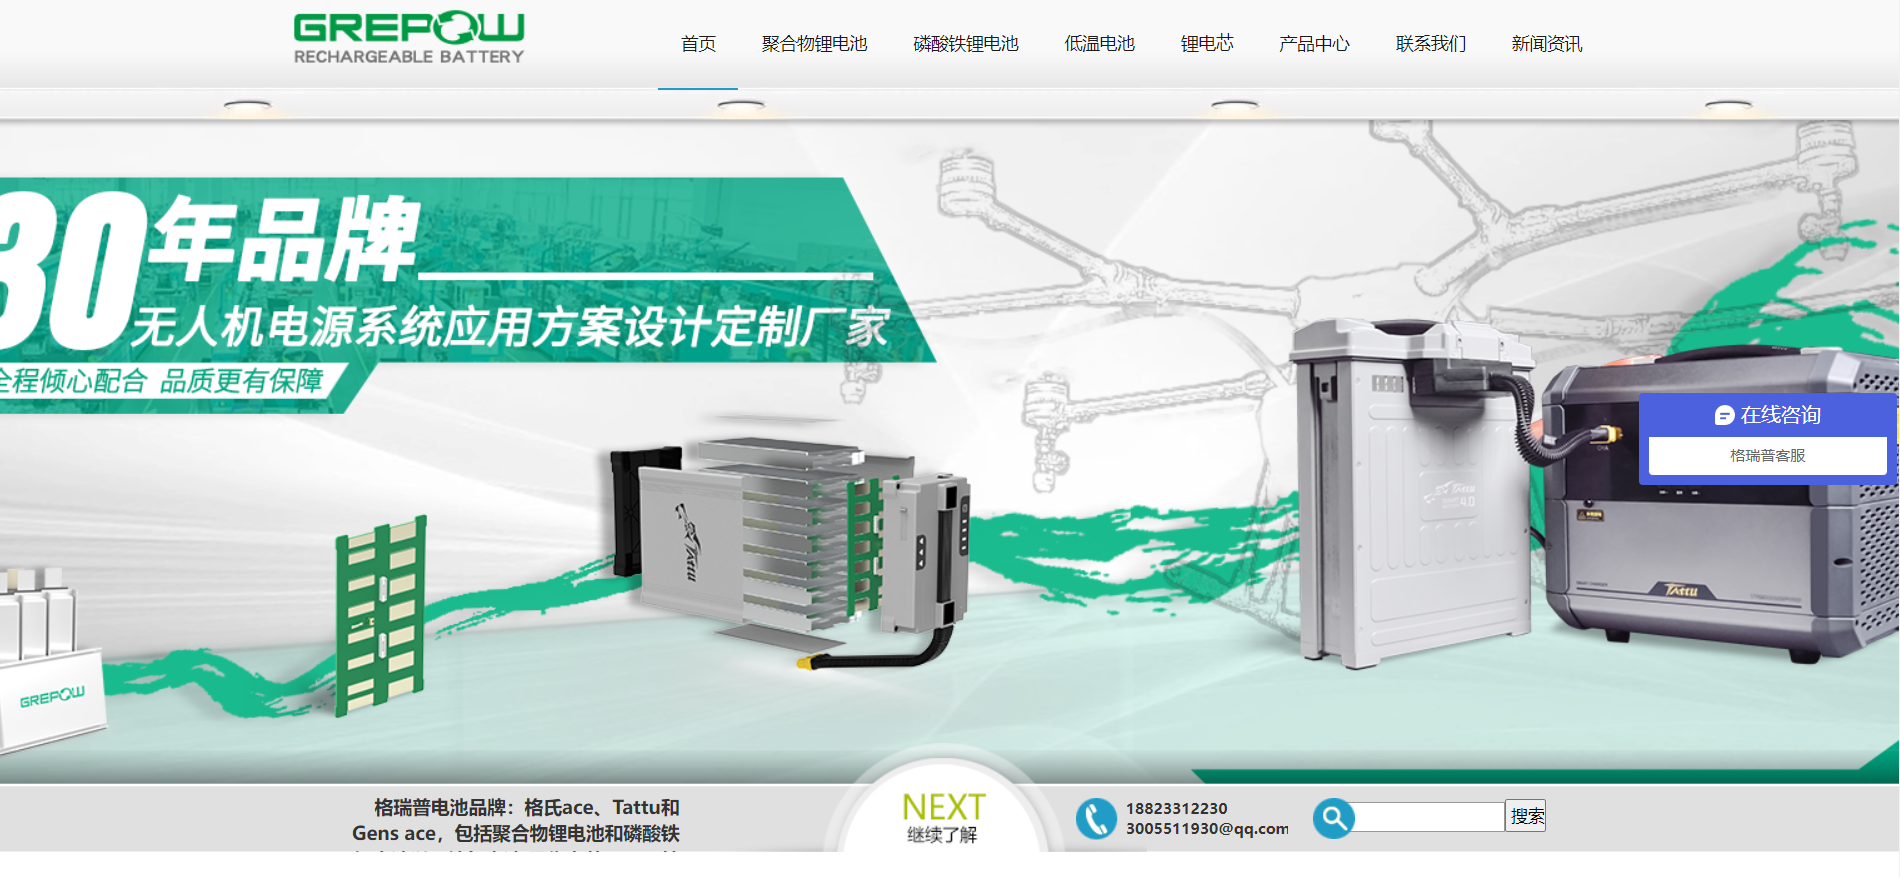 GREPOW
RECHARGEABLE BATTERY
首页
聚合物锂电池
磷酸铁锂电池
低温电池
锂电芯
产品中心
联系我们
新闻资讯
30年品牌
无人机电源系统应用方案设计定制厂家
全程倾心配合 品质更有保障
Tattu
Tattu
4.0
Tattu
GREPOW
在线咨询
格瑞普客服
格瑞普电池品牌：格氏ace、Tattu和
Gens ace，包括聚合物锂电池和磷酸铁
NEXT
继续了解
18823312230
3005511930@qq.com
搜索